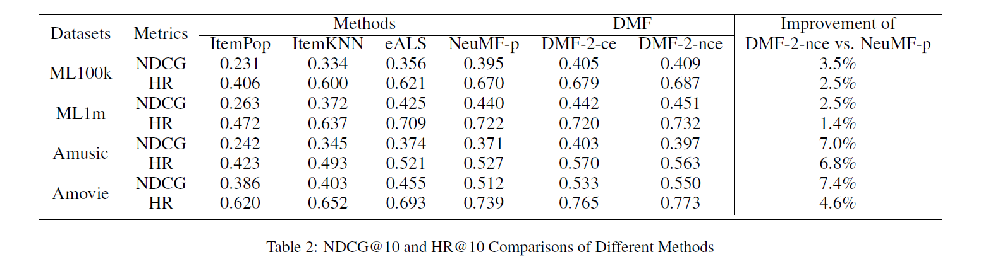 Datasets Metrics Methods DMF Improvement of
ItemPop ItemKNN eALS NeuMF-p DMF-2-ce DMF-2-nce DMF-2-nce vs. NeuMF-p
ML100k NDCG 0.231 0.334 0.356 0.395 0.405 0.409 3.5%
HR 0.406 0.600 0.621 0.670 0.679 0.687 2.5%
ML1m NDCG 0.263 0.372 0.425 0.440 0.442 0.451 2.5%
HR 0.472 0.637 0.709 0.722 0.720 0.732 1.4%
Amusic NDCG 0.242 0.345 0.374 0.371 0.403 0.397 7.0%
HR 0.423 0.493 0.521 0.527 0.570 0.563 6.8%
Amovie NDCG 0.386 0.403 0.455 0.512 0.533 0.550 7.4%
HR 0.620 0.652 0.693 0.739 0.765 0.773 4.6%
Table 2: NDCG@10 and HR@10 Comparisons of Different Methods